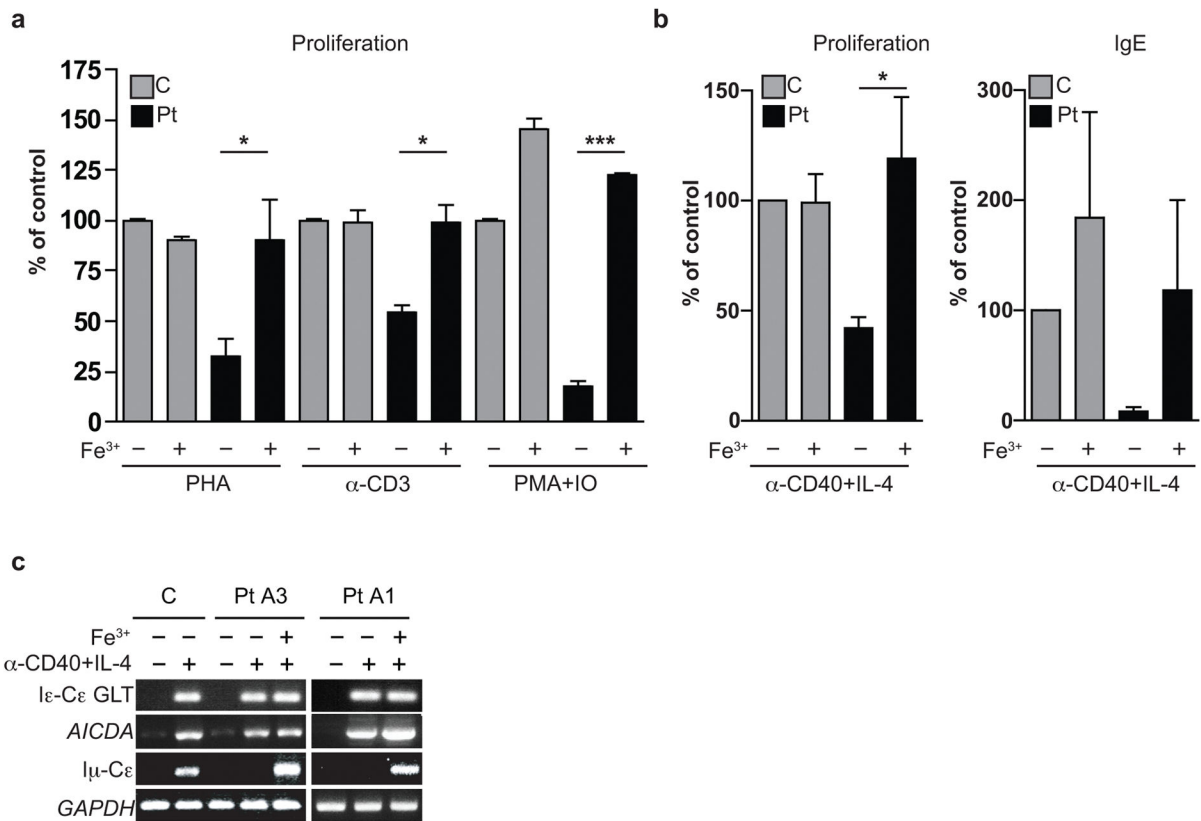 a
Proliferation
C
Pt
% of control
175
150
125
100
75
50
25
0
*
*
***
Fe³⁺ − + − + − + − + − + − +
PHA α-CD3 PMA+IO
b
Proliferation
C
Pt
% of control
150
100
50
0
*
Fe³⁺ − + − +
α-CD40+IL-4
IgE
C
Pt
% of control
300
200
100
0
Fe³⁺ − + − +
α-CD40+IL-4
c
C Pt A3 Pt A1
Fe³⁺ − − − − + − − +
α-CD40+IL-4 − + − + + − + +
Iε-Cε GLT
AICDA
Iμ-Cε
GAPDH